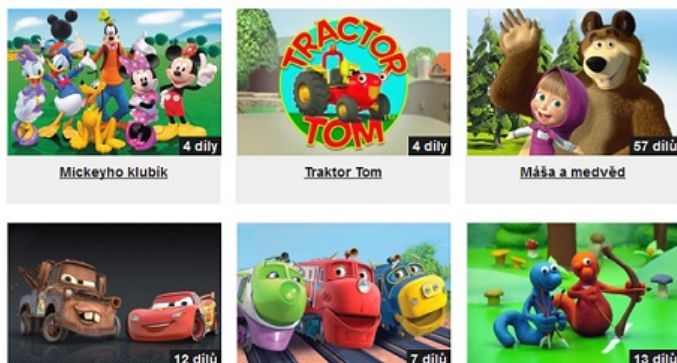 TRACTOR
TOM
4 díly
4 díly
57 dílů
Mickeyho klubík
Traktor Tom
Máša a medvěd
12 dílů
7 dílů
13 dílů